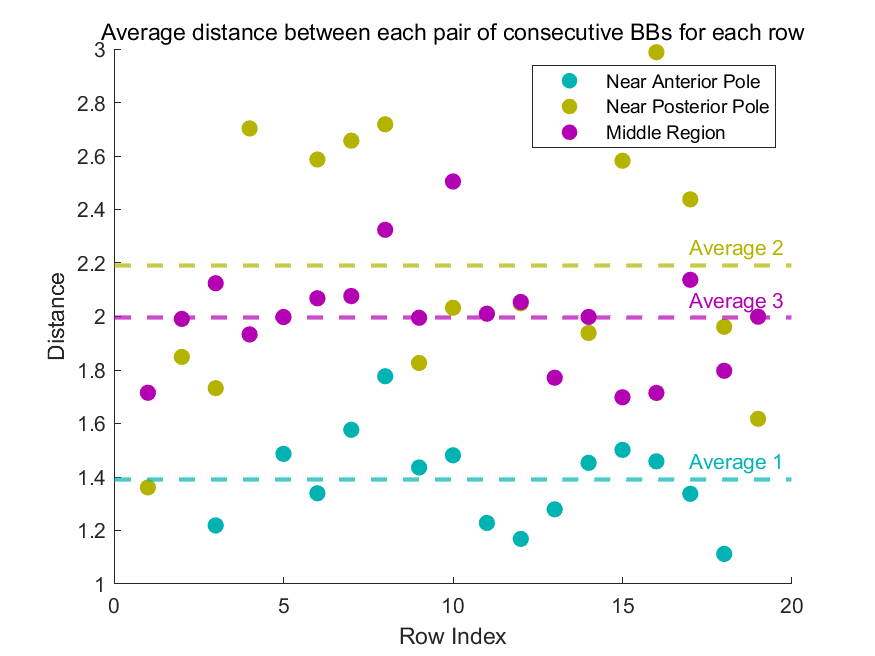 Average distance between each pair of consecutive BBs for each row
3
2.8
2.6
2.4
2.2
2
1.8
1.6
1.4
1.2
1
Distance
Near Anterior Pole
Near Posterior Pole
Middle Region
Average 2
Average 3
Average 1
0
5
10
15
20
Row Index